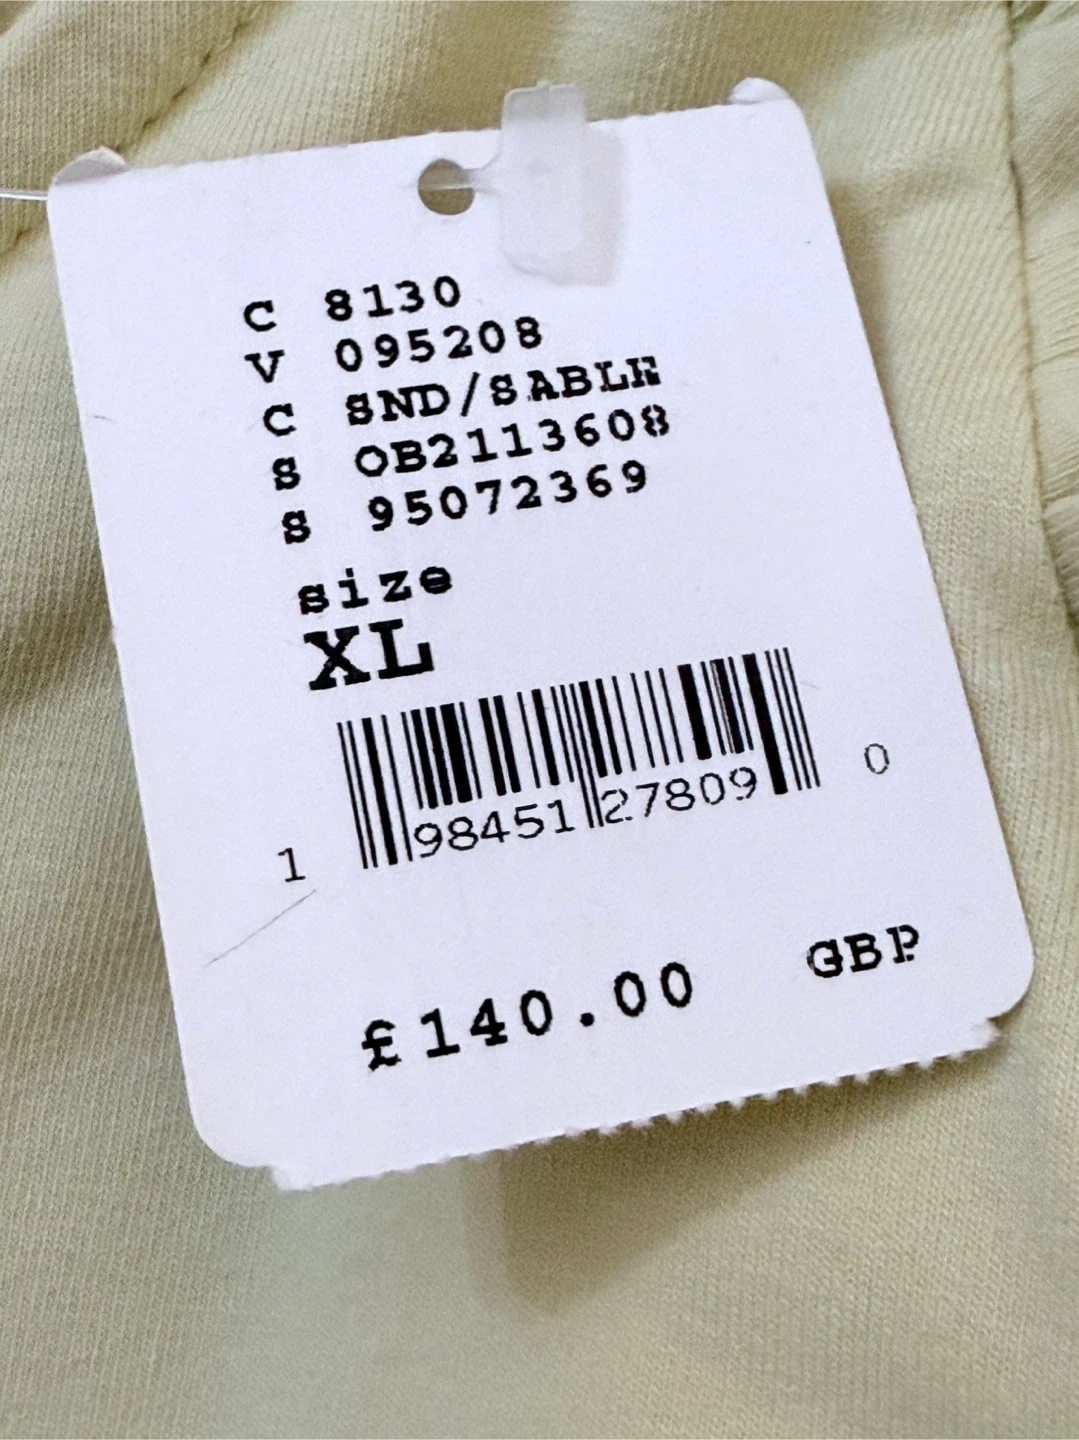 C 8130
V 095208
C SND/SABLE
S OB2113608
S 95072369
size
XL
1 98451 27809 0
£140.00 GBP